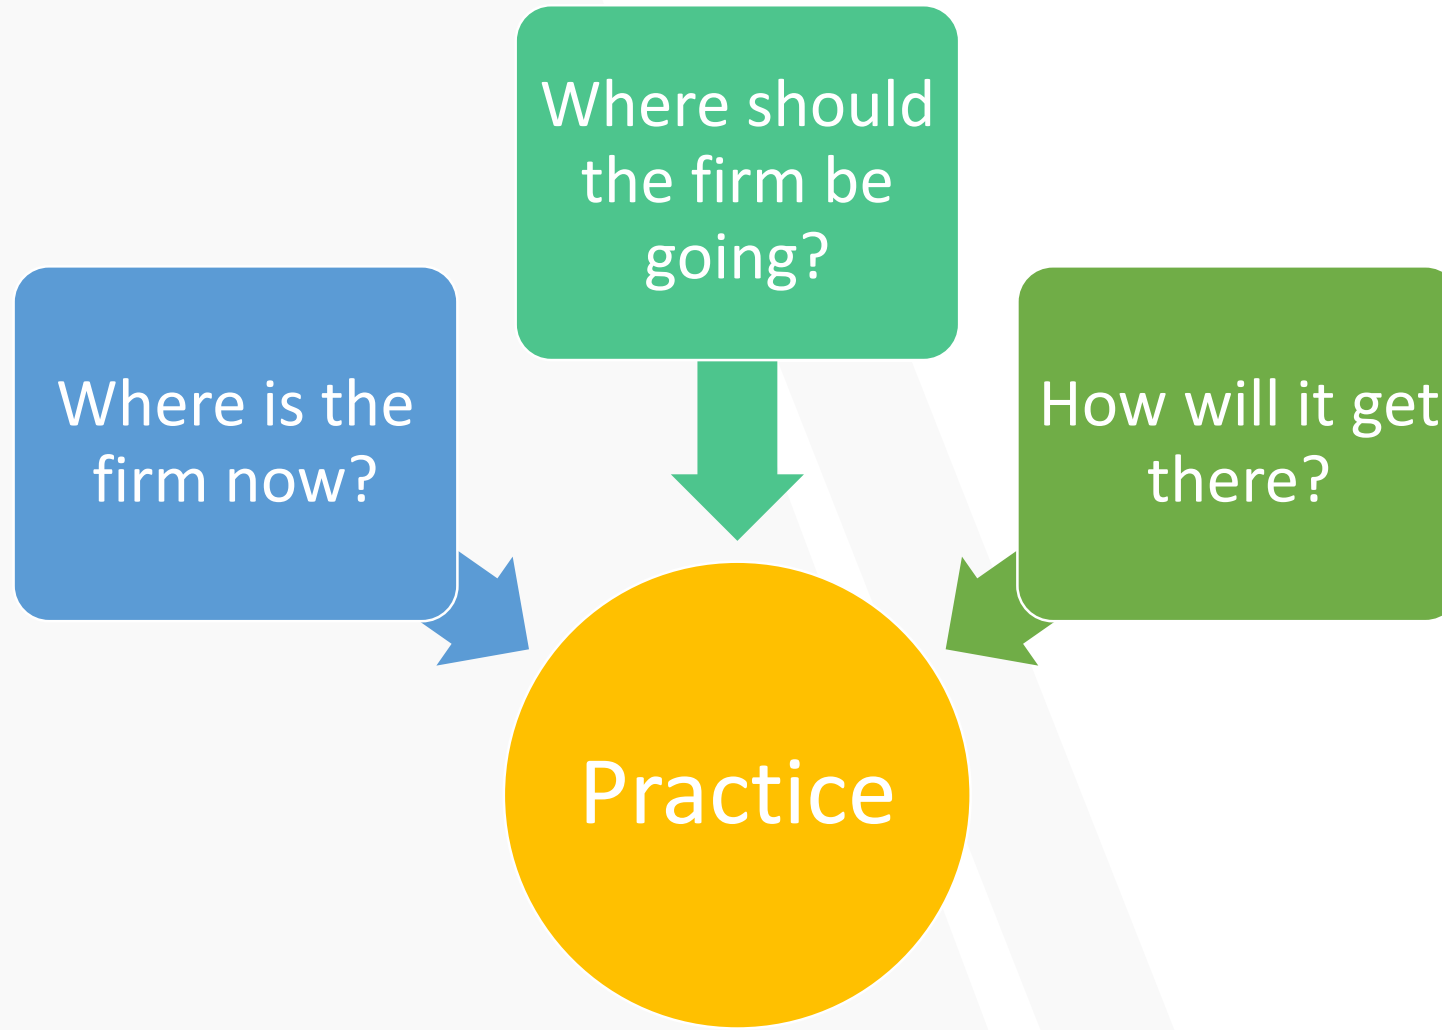 Where is the
firm now?
Where should
the firm be
going?
How will it get
there?
Practice